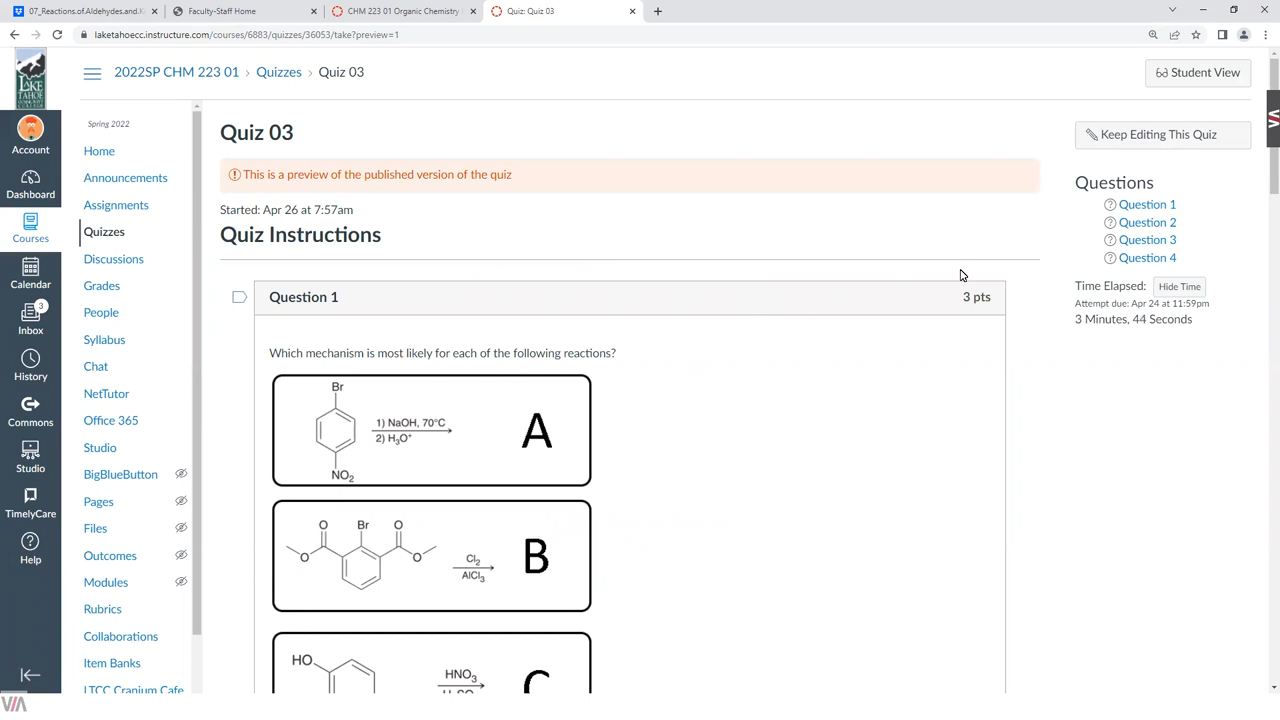 07_Reactions.of.Aldehydes.and.K
Faculty-Staff Home
CHM 223 01 Organic Chemistry
Quiz: Quiz 03
laketahoecc.instructure.com/courses/6883/quizzes/36053/take?preview=1
LAKE
TAHOE
Account
Dashboard
Courses
Calendar
3
Inbox
History
Commons
Studio
TimelyCare
Help
2022SP CHM 223 01 › Quizzes › Quiz 03
Student View
Spring 2022
Home
Announcements
Assignments
Quizzes
Discussions
Grades
People
Syllabus
Chat
NetTutor
Office 365
Studio
BigBlueButton
Pages
Files
Outcomes
Modules
Rubrics
Collaborations
Item Banks
LTCC Cranium Cafe
Quiz 03
This is a preview of the published version of the quiz
Started: Apr 26 at 7:57am
Quiz Instructions
Question 1
3 pts
Which mechanism is most likely for each of the following reactions?
Br
1) NaOH, 70°C
2) H₃O⁺
NO₂
A
O Br O
O O
Cl₂
AlCl₃
B
HO
HNO₃
C
Keep Editing This Quiz
Questions
Question 1
Question 2
Question 3
Question 4
Time Elapsed: Hide Time
Attempt due: Apr 24 at 11:59pm
3 Minutes, 44 Seconds
VIA